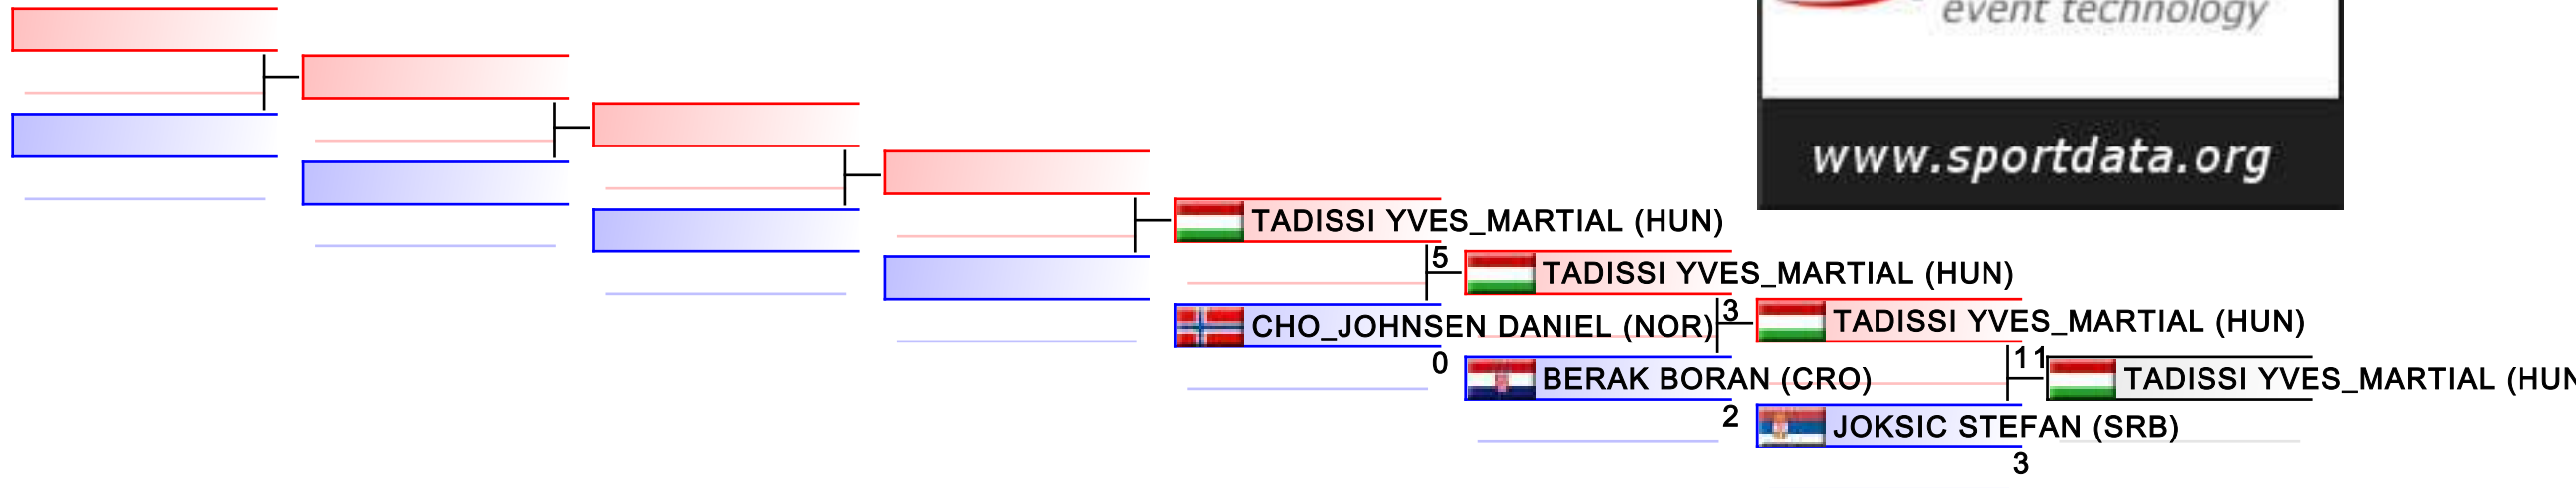 event technology
www.sportdata.org
TADISSI YVES_MARTIAL (HUN)
5
TADISSI YVES_MARTIAL (HUN)
CHO_JOHNSEN DANIEL (NOR)
3
TADISSI YVES_MARTIAL (HUN)
0
BERAK BORAN (CRO)
11
TADISSI YVES_MARTIAL (HUN
2
JOKSIC STEFAN (SRB)
3